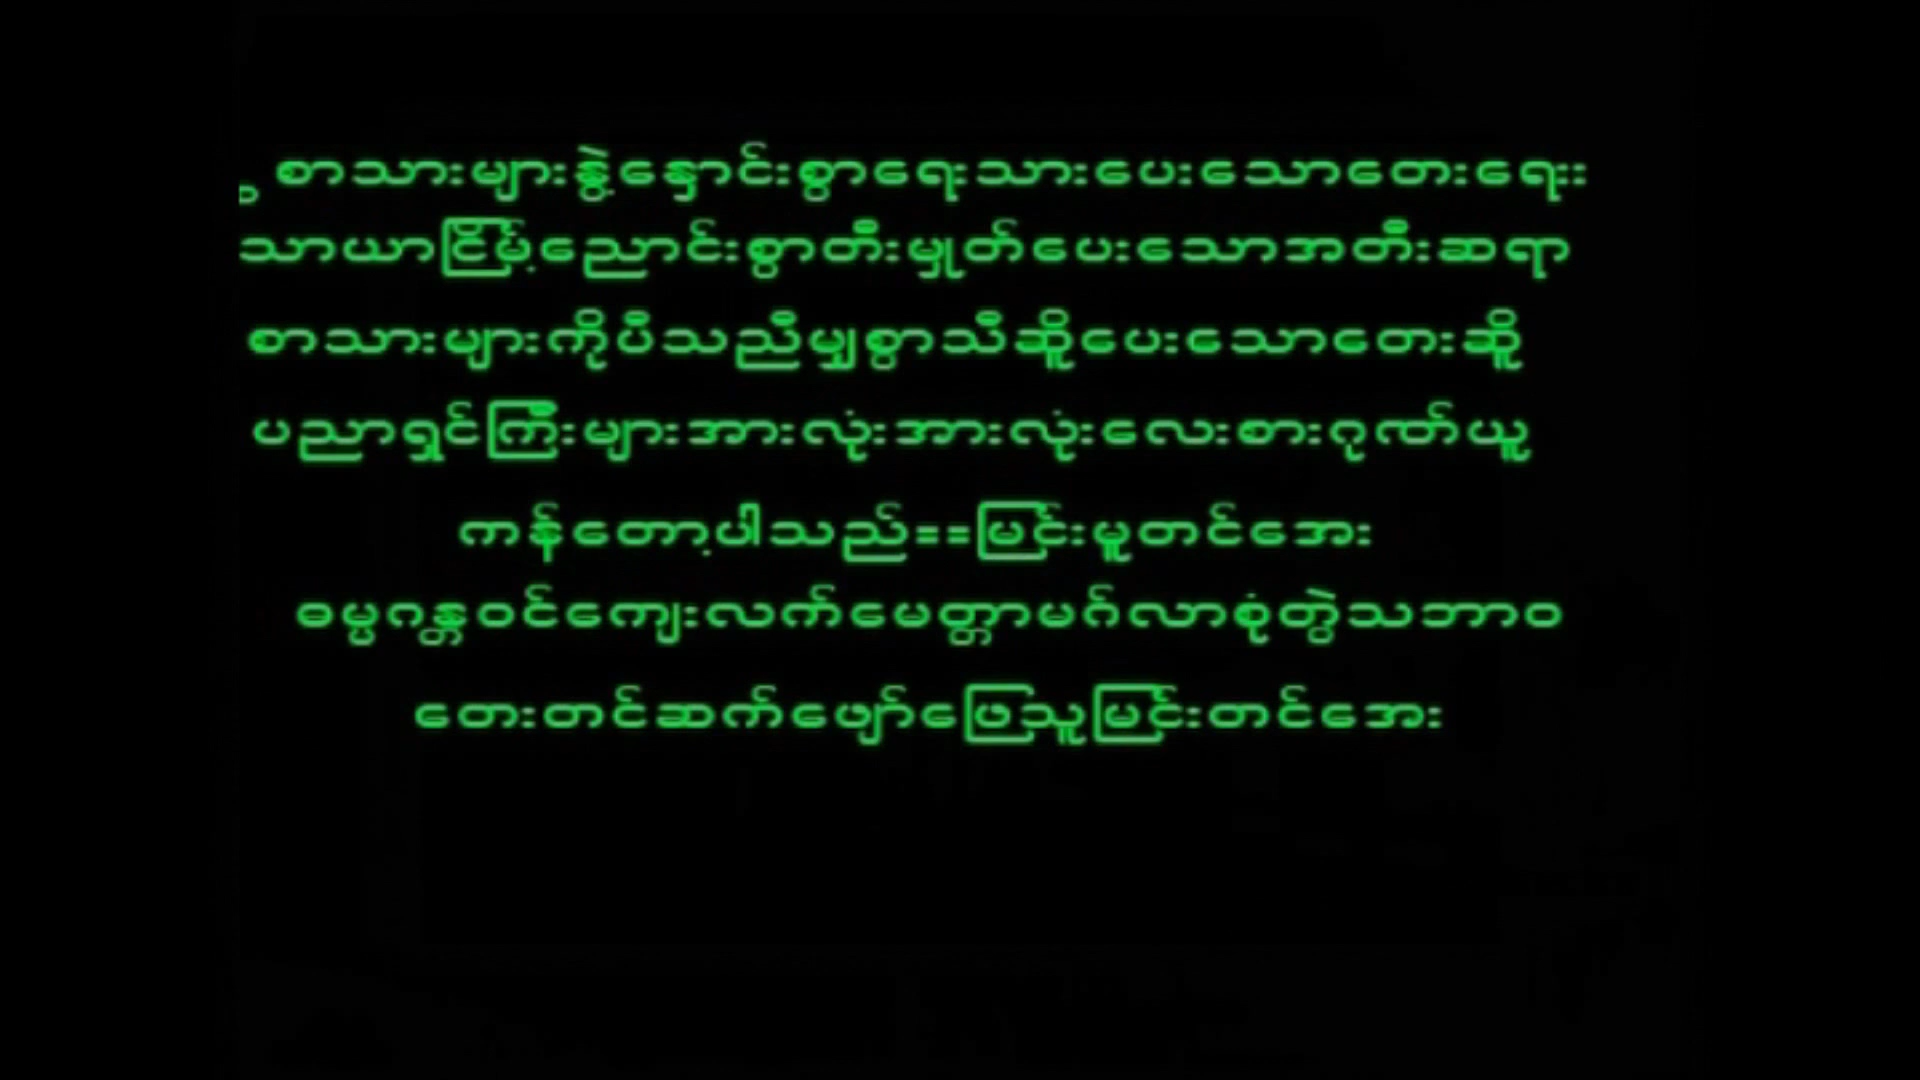 စာသားများနွဲ့နှောင်းစွာရေးသားပေးသောတေးရေးး
သာယာငြိမ့်ညောင်းစွာတီးမှုတ်ပေးသောအတီးဆရာ
စာသားများကိုပီသညီမျှစွာသီဆိူပေးသောတေးဆိူ
ပညာရှင်ကြီးများအားလုံးအားလုံးလေးစားဂုဏ်ယူ
ကန်တော့ပါသည်==မြင်းမူတင်အေး
ဓမ္မဂန္တဝင်ကျေးလက်မေတ္တာမင်္ဂလာစုံတွဲသဘာဝ
တေးတင်ဆက်ဖျော်ဖြေသူမြင်းတင်အေး